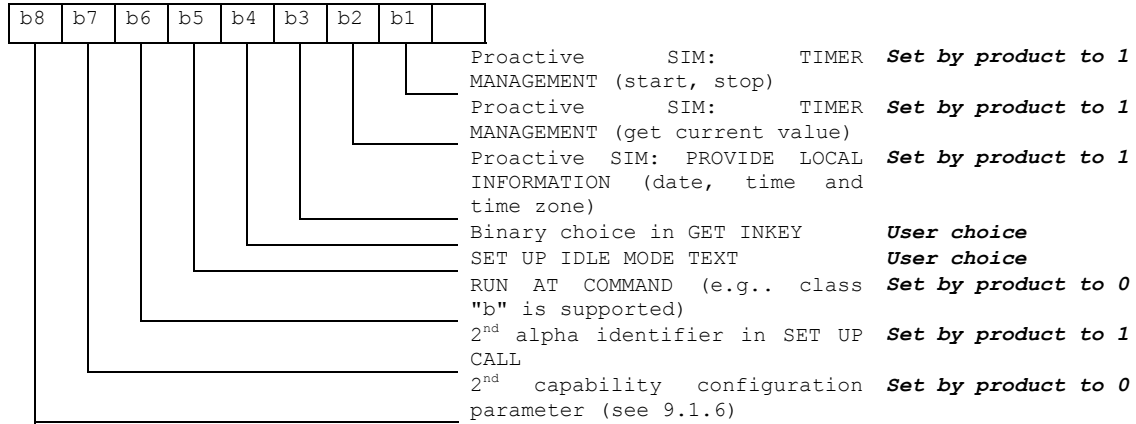 b8 b7 b6 b5 b4 b3 b2 b1
Proactive SIM: TIMER Set by product to 1
MANAGEMENT (start, stop)
Proactive SIM: TIMER Set by product to 1
MANAGEMENT (get current value)
Proactive SIM: PROVIDE LOCAL Set by product to 1
INFORMATION (date, time and
time zone)
Binary choice in GET INKEY User choice
SET UP IDLE MODE TEXT User choice
RUN AT COMMAND (e.g.. class Set by product to 0
"b" is supported)
2nd alpha identifier in SET UP Set by product to 1
CALL
2nd capability configuration Set by product to 0
parameter (see 9.1.6)